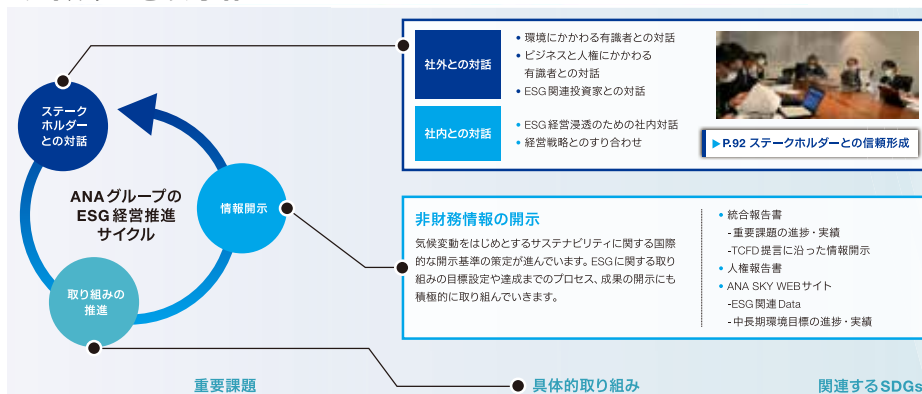 ステーク
ホルダー
との対話
ANAグループの
ESG経営推進
サイクル
情報開示
取り組みの
推進
社外との対話
• 環境にかかわる有識者との対話
• ビジネスと人権にかかわる
有識者との対話
• ESG関連投資家との対話
社内との対話
• ESG経営浸透のための社内対話
• 経営戦略とのすり合わせ
▶P.92 ステークホルダーとの信頼形成
非財務情報の開示
気候変動をはじめとするサステナビリティに関する国際
的な開示基準の策定が進んでいます。ESGに関する取り
組みの目標設定や達成までのプロセス、成果の開示にも
積極的に取り組んでいきます。
• 統合報告書
-重要課題の進捗・実績
-TCFD提言に沿った情報開示
• 人権報告書
• ANA SKY WEBサイト
-ESG関連Data
-中長期環境目標の進捗・実績
重要課題
具体的取り組み
関連するSDGs